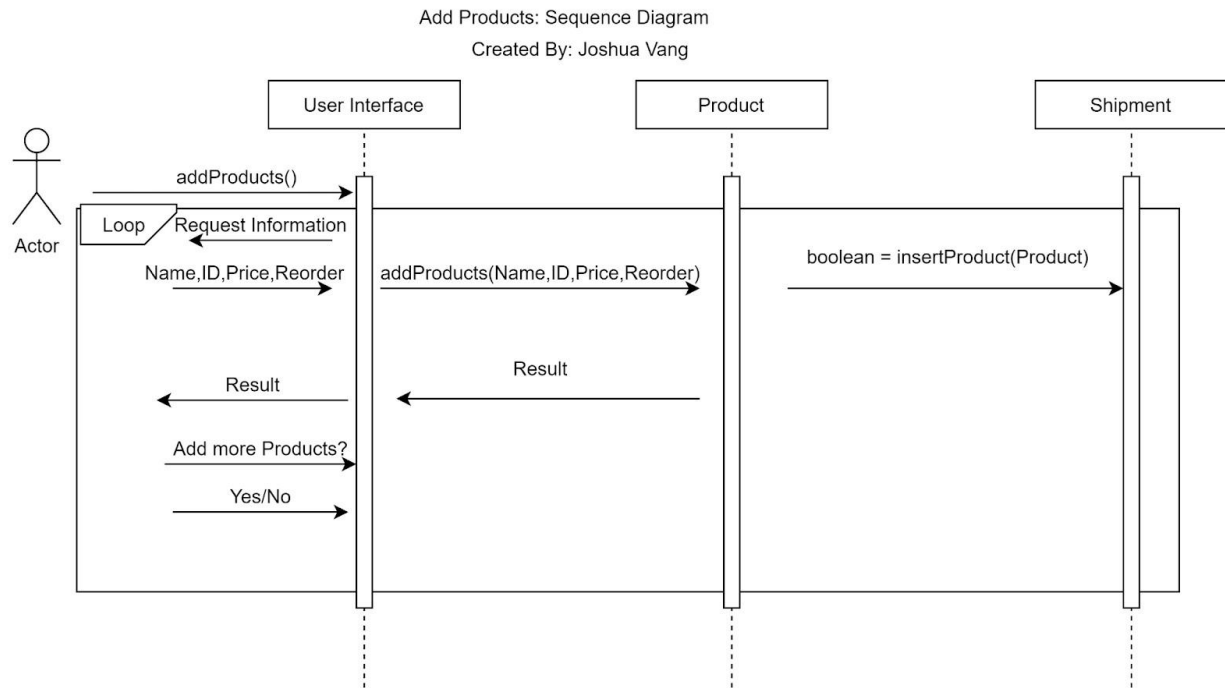 Add Products: Sequence Diagram
Created By: Joshua Vang
User Interface
Product
Shipment
Actor
addProducts()
Loop
Request Information
Name,ID,Price,Reorder
addProducts(Name,ID,Price,Reorder)
boolean = insertProduct(Product)
Result
Result
Add more Products?
Yes/No